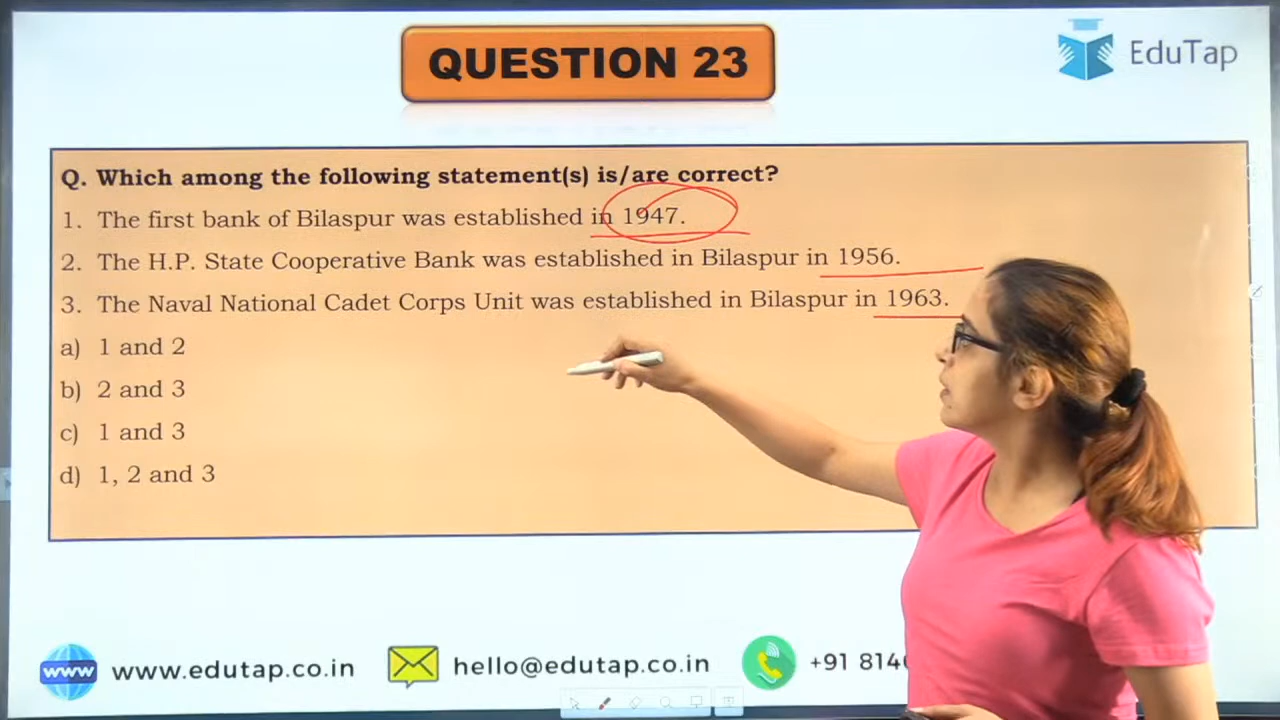 QUESTION 23
EduTap
Q. Which among the following statement(s) is/are correct?
1. The first bank of Bilaspur was established in 1947.
2. The H.P. State Cooperative Bank was established in Bilaspur in 1956.
3. The Naval National Cadet Corps Unit was established in Bilaspur in 1963.
a) 1 and 2
b) 2 and 3
c) 1 and 3
d) 1, 2 and 3
www
www.edutap.co.in
hello@edutap.co.in
+91 814